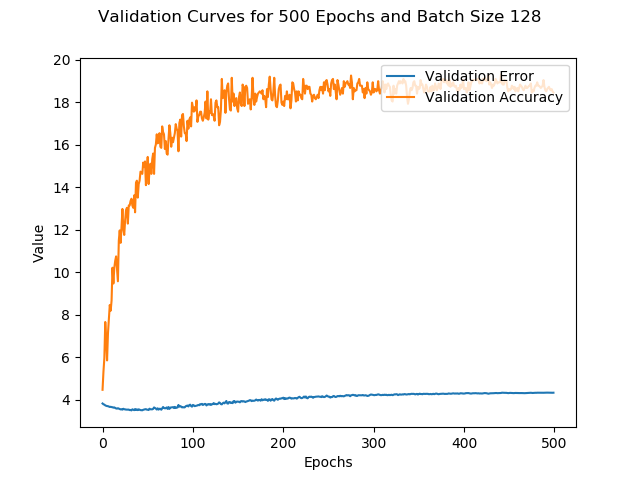 Validation Curves for 500 Epochs and Batch Size 128
20
18
16
14
12
10
8
6
4
Value
Validation Error
Validation Accuracy
0 100 200 300 400 500
Epochs